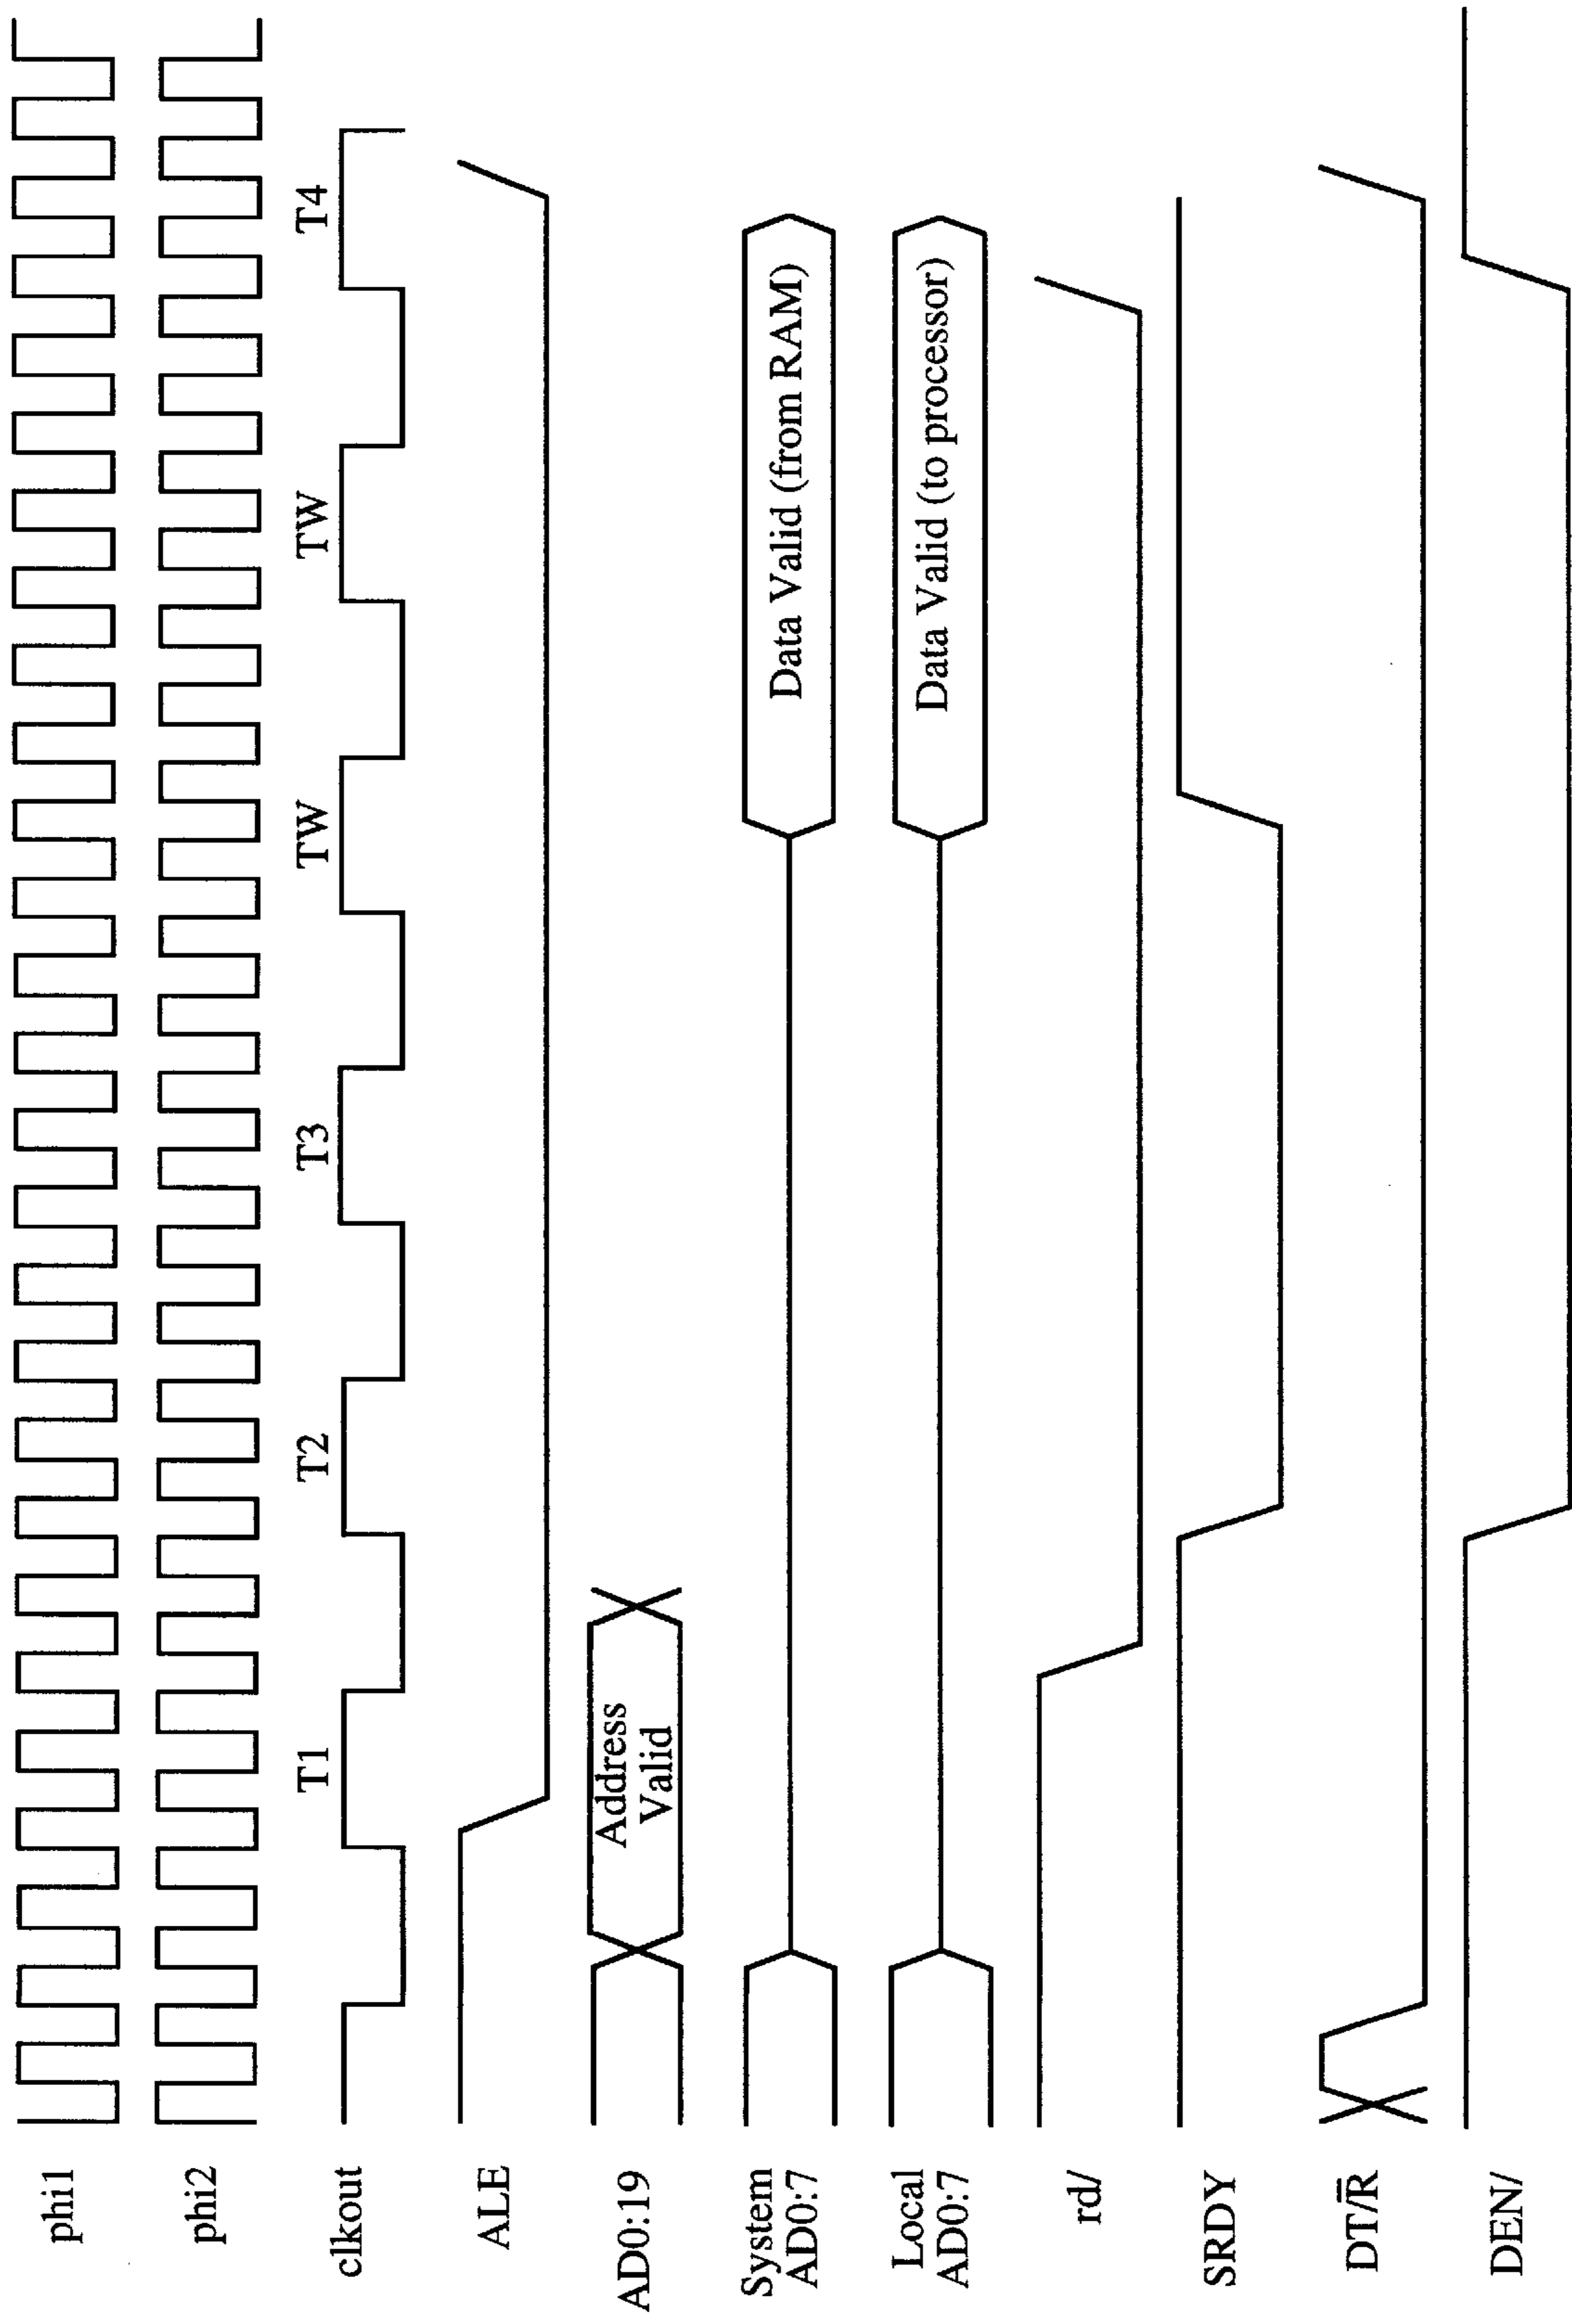 phi1
phi2
clkout
T1 T2 T3 TW TW T4
ALE
AD0:19
Address
Valid
System
AD0:7
Data Valid (from RAM)
Local
AD0:7
Data Valid (to processor)
rd/
SRDY
DT/R̅
DEN/